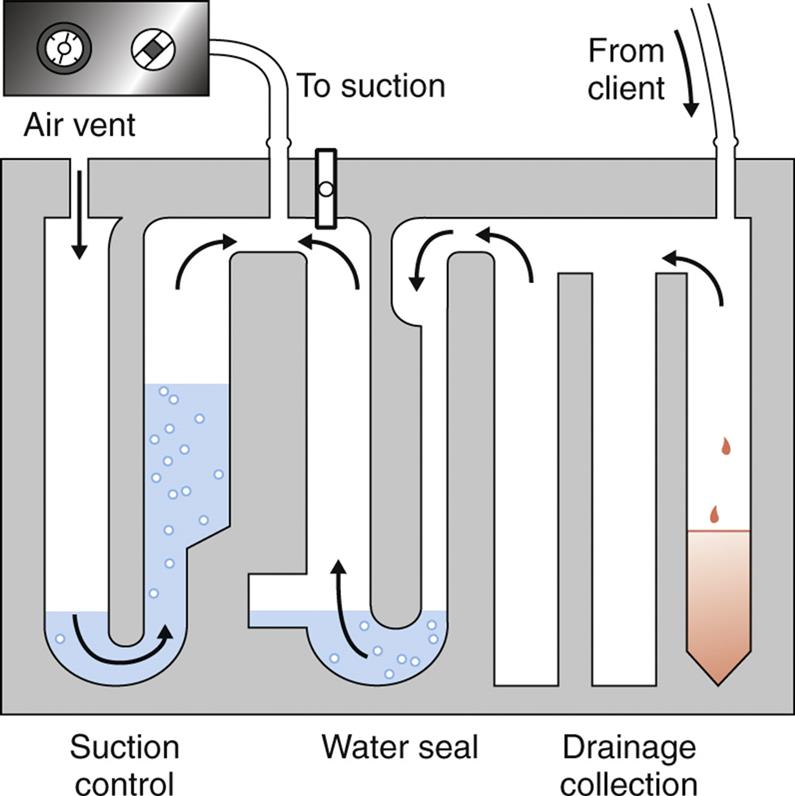 To suction
From
client
Air vent
Suction
control
Water seal
Drainage
collection